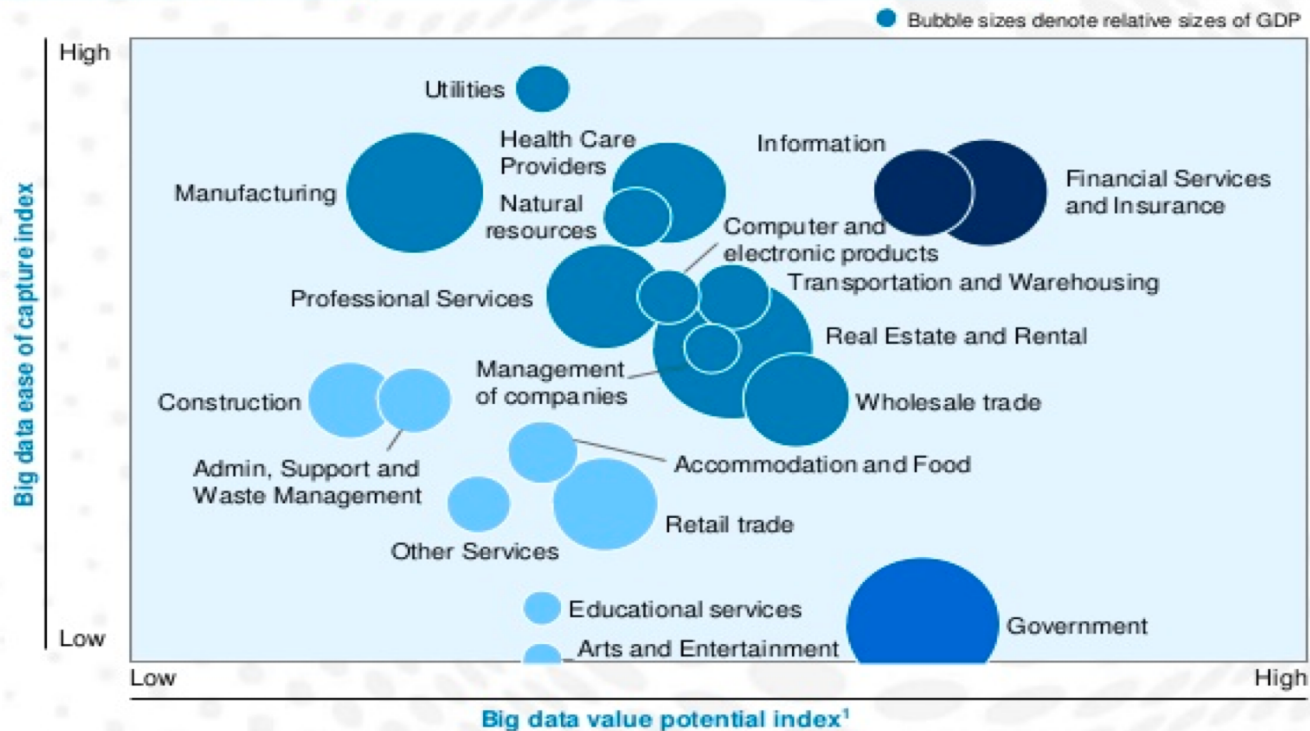 Bubble sizes denote relative sizes of GDP
High
Utilities
Health Care
Providers
Information
Manufacturing
Financial Services
and Insurance
Natural
resources
Computer and
electronic products
Transportation and Warehousing
Professional Services
Real Estate and Rental
Management
of companies
Construction
Wholesale trade
Admin, Support and
Waste Management
Accommodation and Food
Retail trade
Other Services
Educational services
Government
Arts and Entertainment
Low
Big data ease of capture index
Low
High
Big data value potential index¹